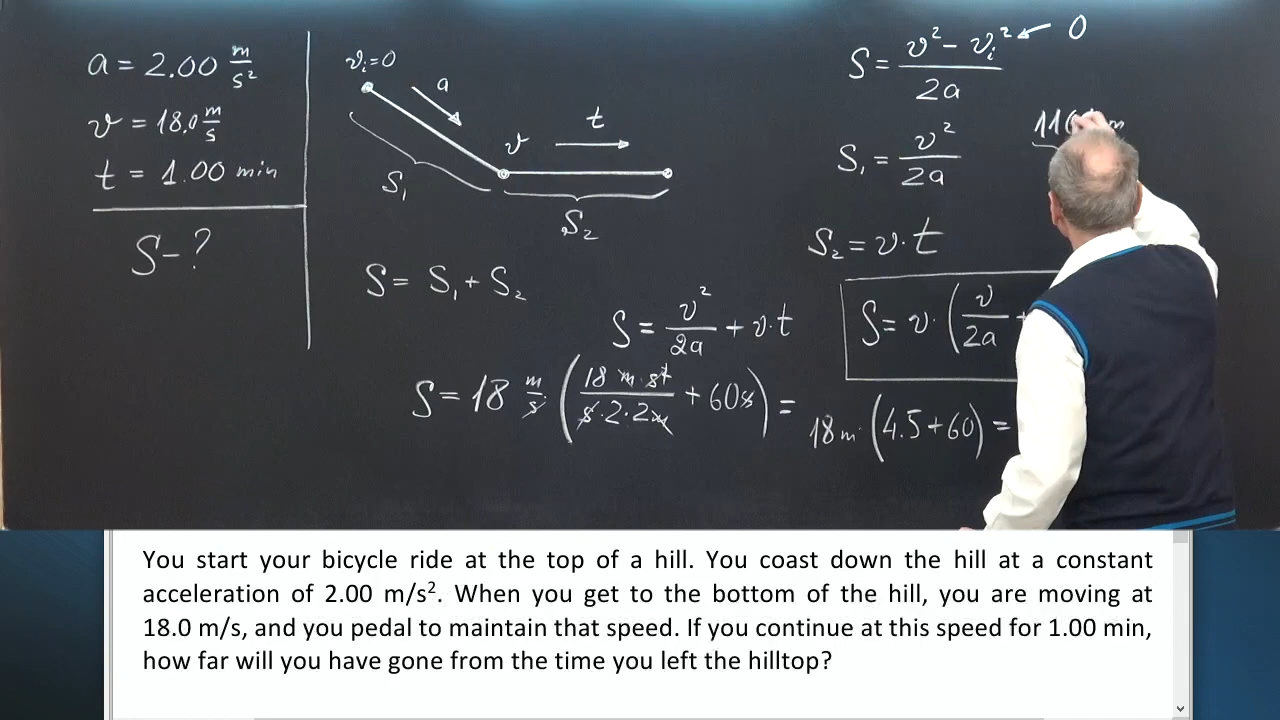 a = 2.00 m/s²
v = 18.0 m/s
t = 1.00 min
S - ?
vᵢ = 0
a
v
t
S₁
S₂
S = S₁ + S₂
S = v²/2a + v·t
S = 18 m/s · (18 m·s²/s·2·2m + 60s) =
18m · (4.5 + 60) =
S = v² - vᵢ²/2a ← 0
S₁ = v²/2a
S₂ = v·t
S = v · (v/2a +
You start your bicycle ride at the top of a hill. You coast down the hill at a constant
acceleration of 2.00 m/s². When you get to the bottom of the hill, you are moving at
18.0 m/s, and you pedal to maintain that speed. If you continue at this speed for 1.00 min,
how far will you have gone from the time you left the hilltop?